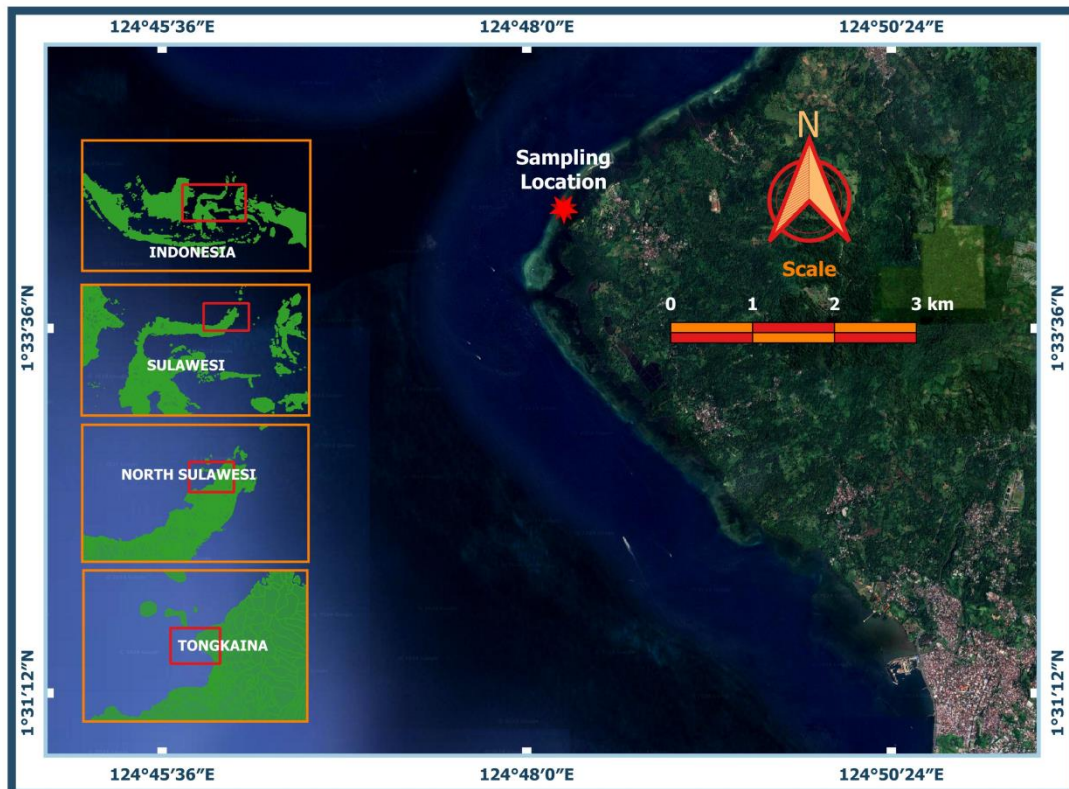 124°45′36″E 124°48′0″E 124°50′24″E
Sampling
Location
N
Scale
0 1 2 3 km
INDONESIA
SULAWESI
NORTH SULAWESI
TONGKAINA
1°33′36″N 1°33′36″N
1°31′12″N 1°31′12″N
124°45′36″E 124°48′0″E 124°50′24″E